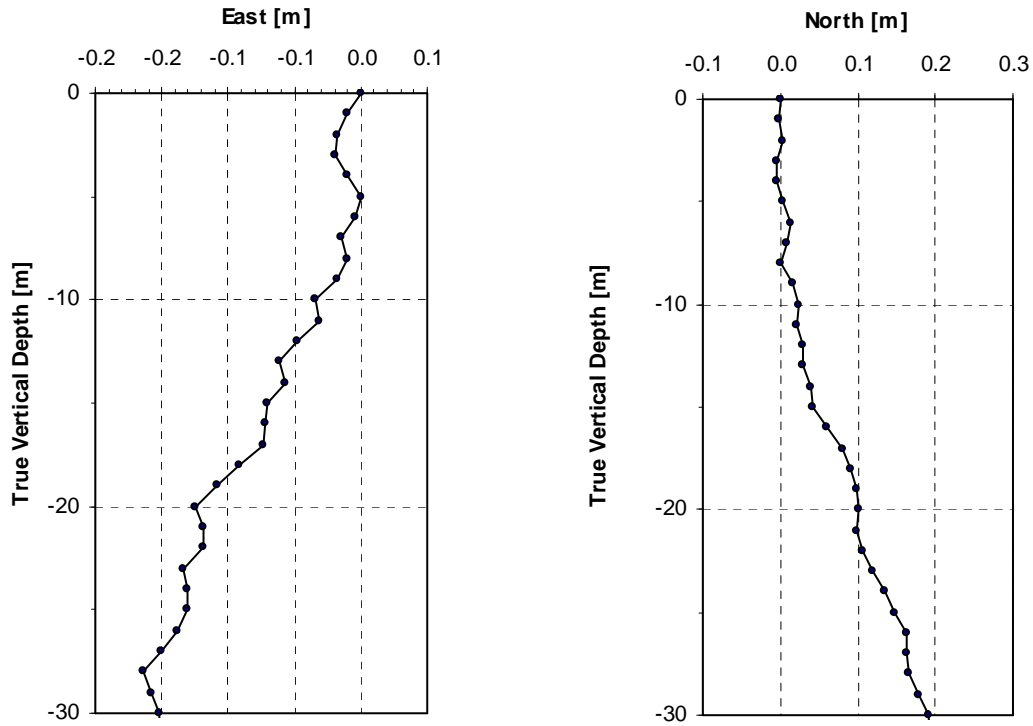 East [m]
-0.2 -0.2 -0.1 -0.1 0.0 0.1
0
-10
-20
-30
True Vertical Depth [m]
North [m]
-0.1 0.0 0.1 0.2 0.3
0
-10
-20
-30
True Vertical Depth [m]